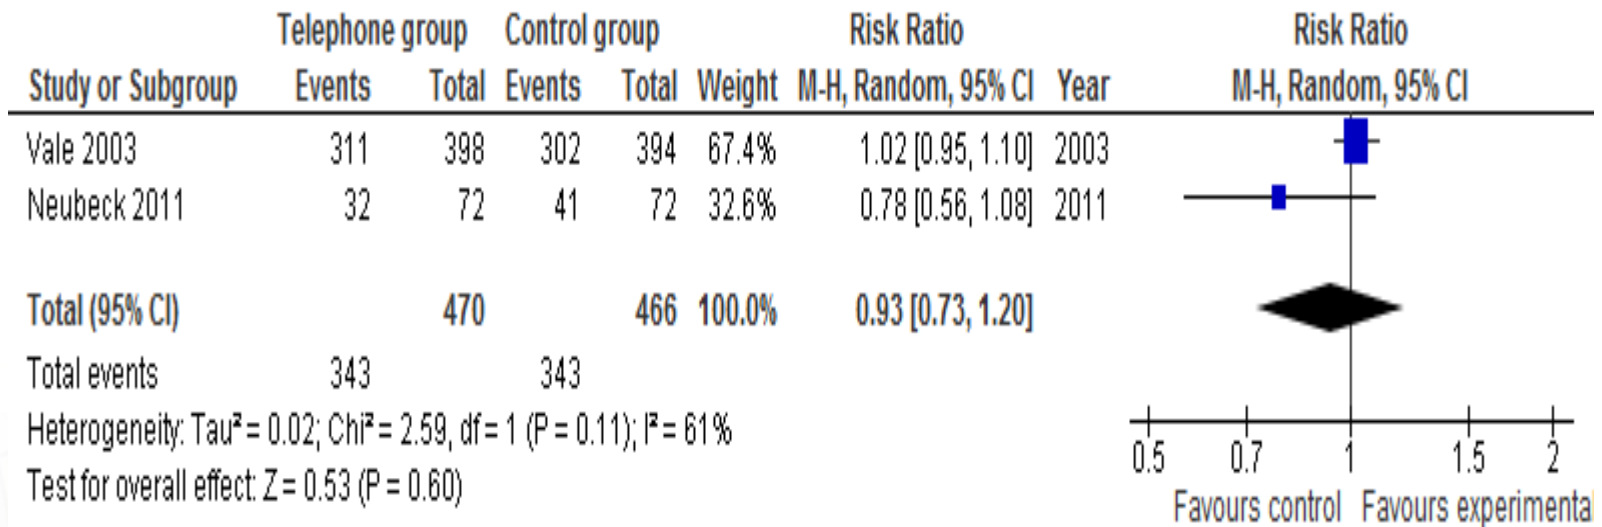 Telephone group Control group Risk Ratio Risk Ratio
Study or Subgroup Events Total Events Total Weight M-H, Random, 95% CI Year M-H, Random, 95% CI
Vale 2003 311 398 302 394 67.4% 1.02 [0.95, 1.10] 2003
Neubeck 2011 32 72 41 72 32.6% 0.78 [0.56, 1.08] 2011
Total (95% CI) 470 466 100.0% 0.93 [0.73, 1.20]
Total events 343 343
Heterogeneity: Tau² = 0.02; Chi² = 2.59, df = 1 (P = 0.11); I² = 61%
Test for overall effect: Z = 0.53 (P = 0.60)
0.5 0.7 1 1.5 2
Favours control Favours experimental